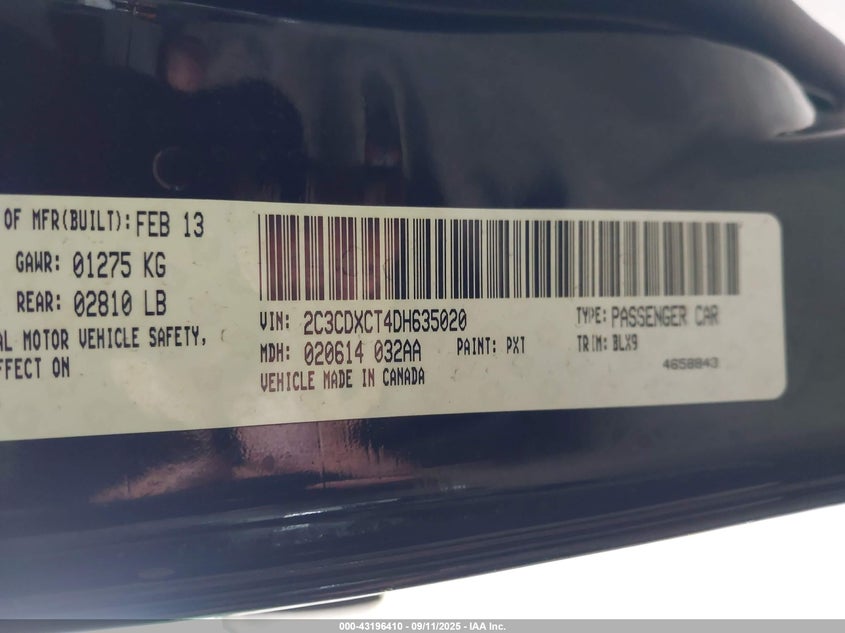 OF MFR(BUILT): FEB 13
GAWR: 01275 KG
REAR: 02810 LB
AL MOTOR VEHICLE SAFETY,
FFECT ON
VIN: 2C3CDXCT4DH635020
TYPE: PASSENGER CAR
MDH: 020614 032AA
PAINT: PXT
TRIM: BLX9
VEHICLE MADE IN CANADA
4658843
000-43196410 - 09/11/2025 - IAA Inc.